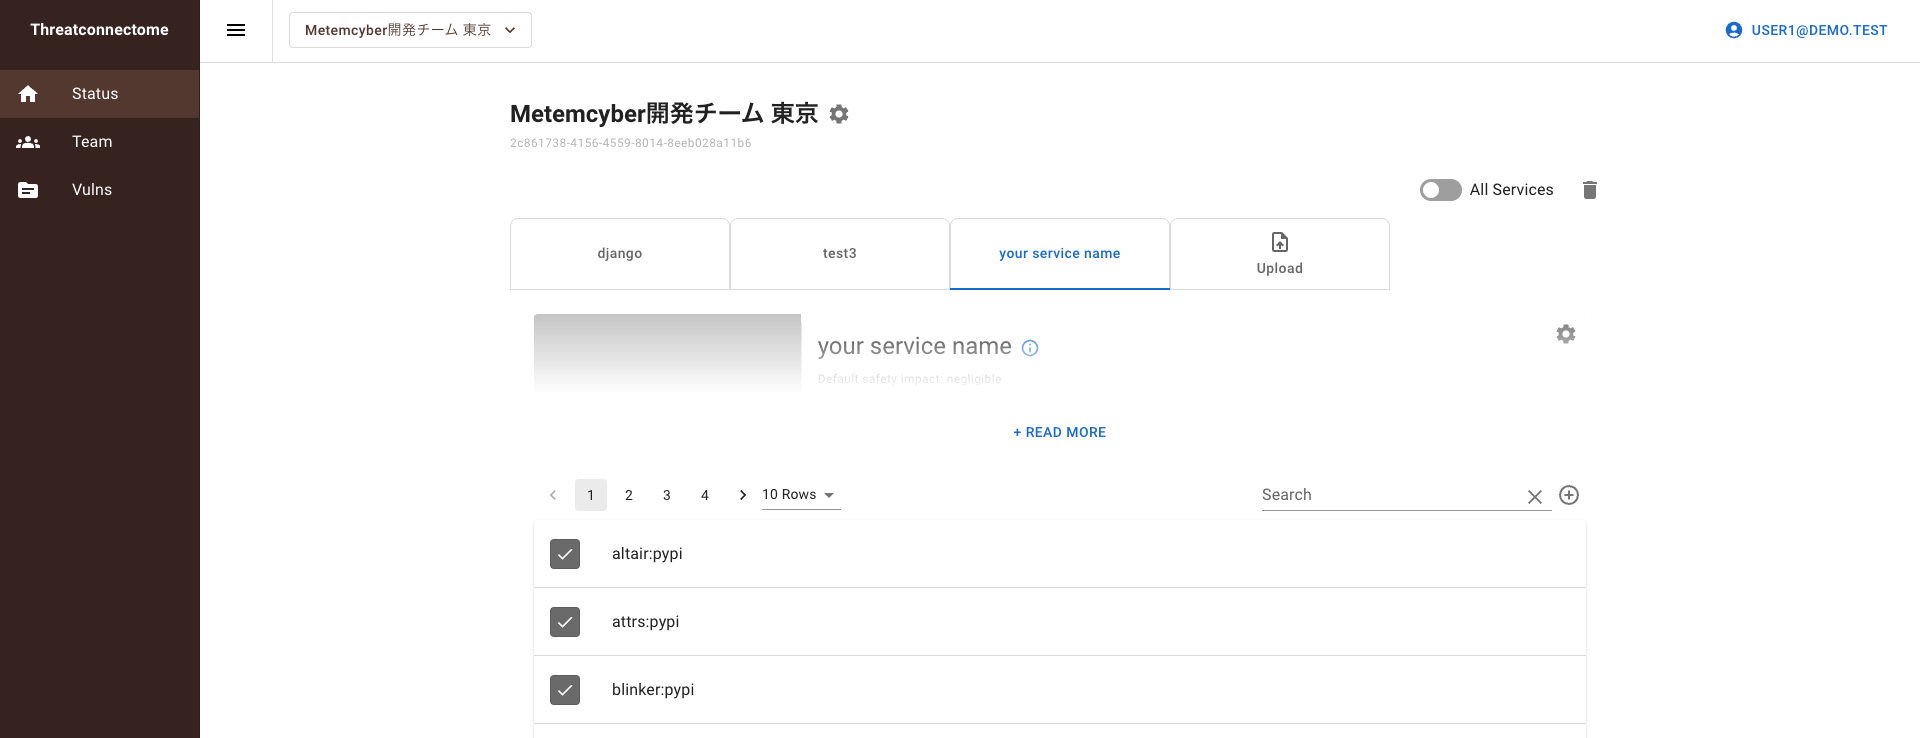 Threatconnectome
Metemcyber開発チーム 東京
USER1@DEMO.TEST
Status
Team
Vulns
Metemcyber開発チーム 東京
2c861738-4156-4559-8014-8eeb028a11b6
All Services
django
test3
your service name
Upload
your service name
Default safety impact: negligible
+ READ MORE
1 2 3 4 10 Rows
Search
altair:pypi
attrs:pypi
blinker:pypi